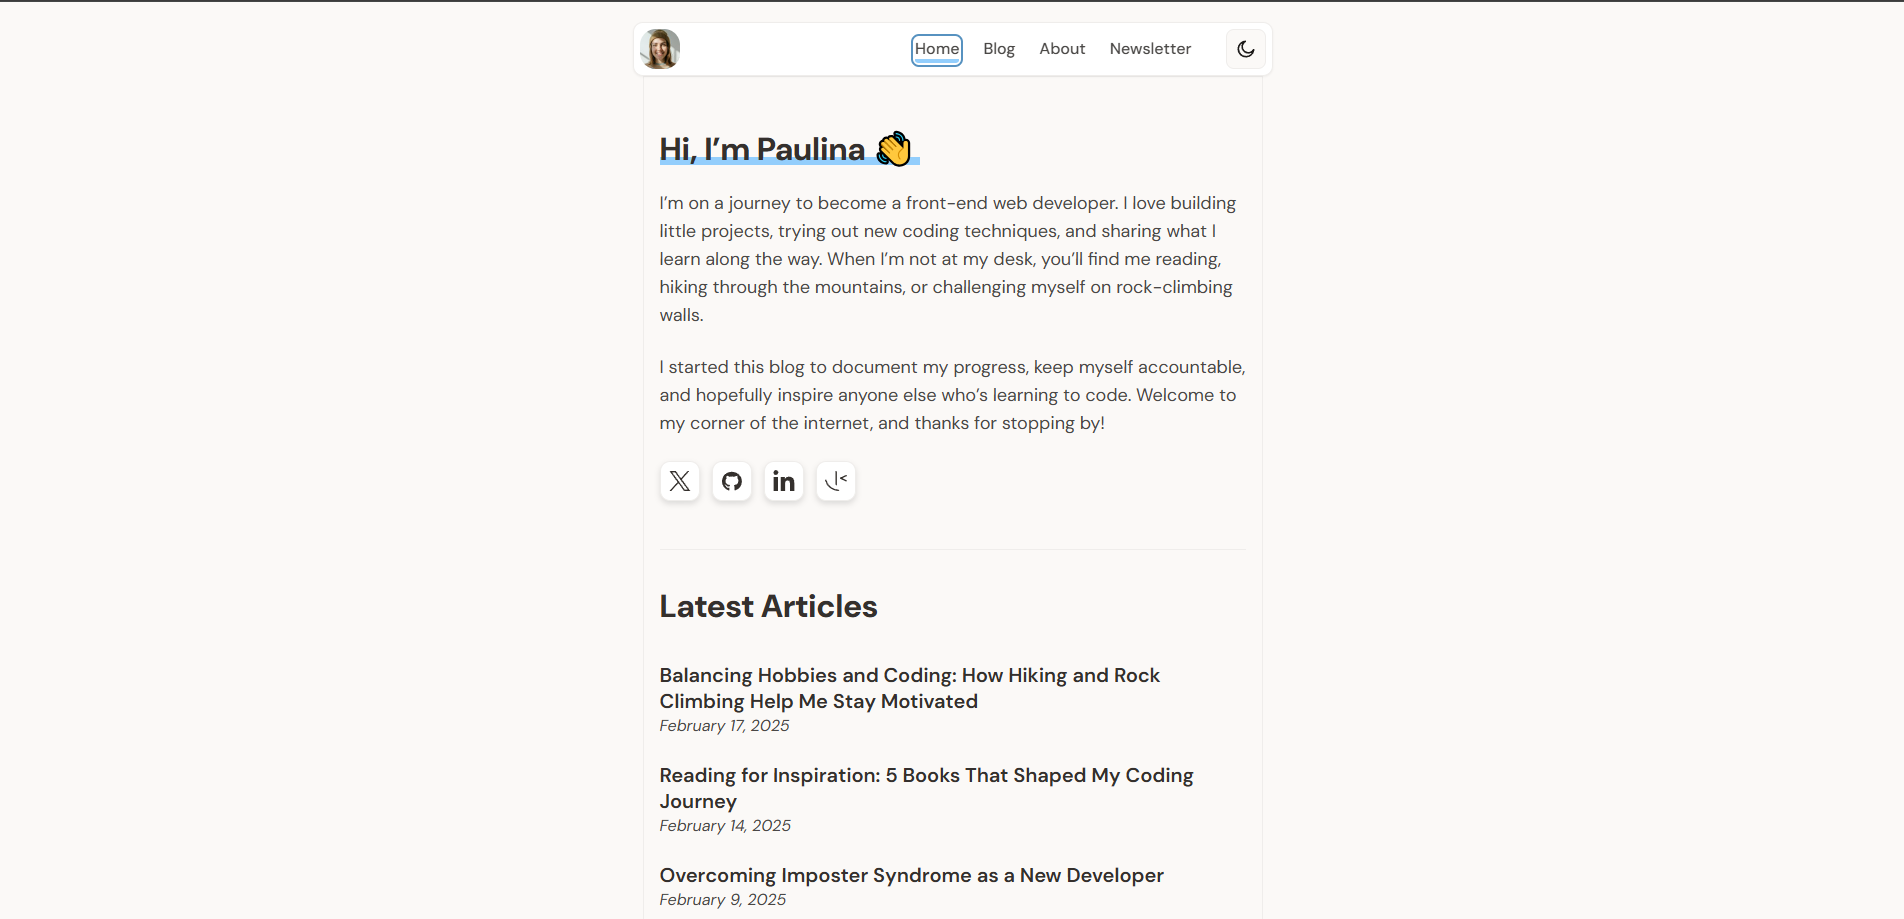 Home Blog About Newsletter
Hi, I’m Paulina 👋
I’m on a journey to become a front-end web developer. I love building
little projects, trying out new coding techniques, and sharing what I
learn along the way. When I’m not at my desk, you’ll find me reading,
hiking through the mountains, or challenging myself on rock-climbing
walls.
I started this blog to document my progress, keep myself accountable,
and hopefully inspire anyone else who’s learning to code. Welcome to
my corner of the internet, and thanks for stopping by!
Latest Articles
Balancing Hobbies and Coding: How Hiking and Rock
Climbing Help Me Stay Motivated
February 17, 2025
Reading for Inspiration: 5 Books That Shaped My Coding
Journey
February 14, 2025
Overcoming Imposter Syndrome as a New Developer
February 9, 2025